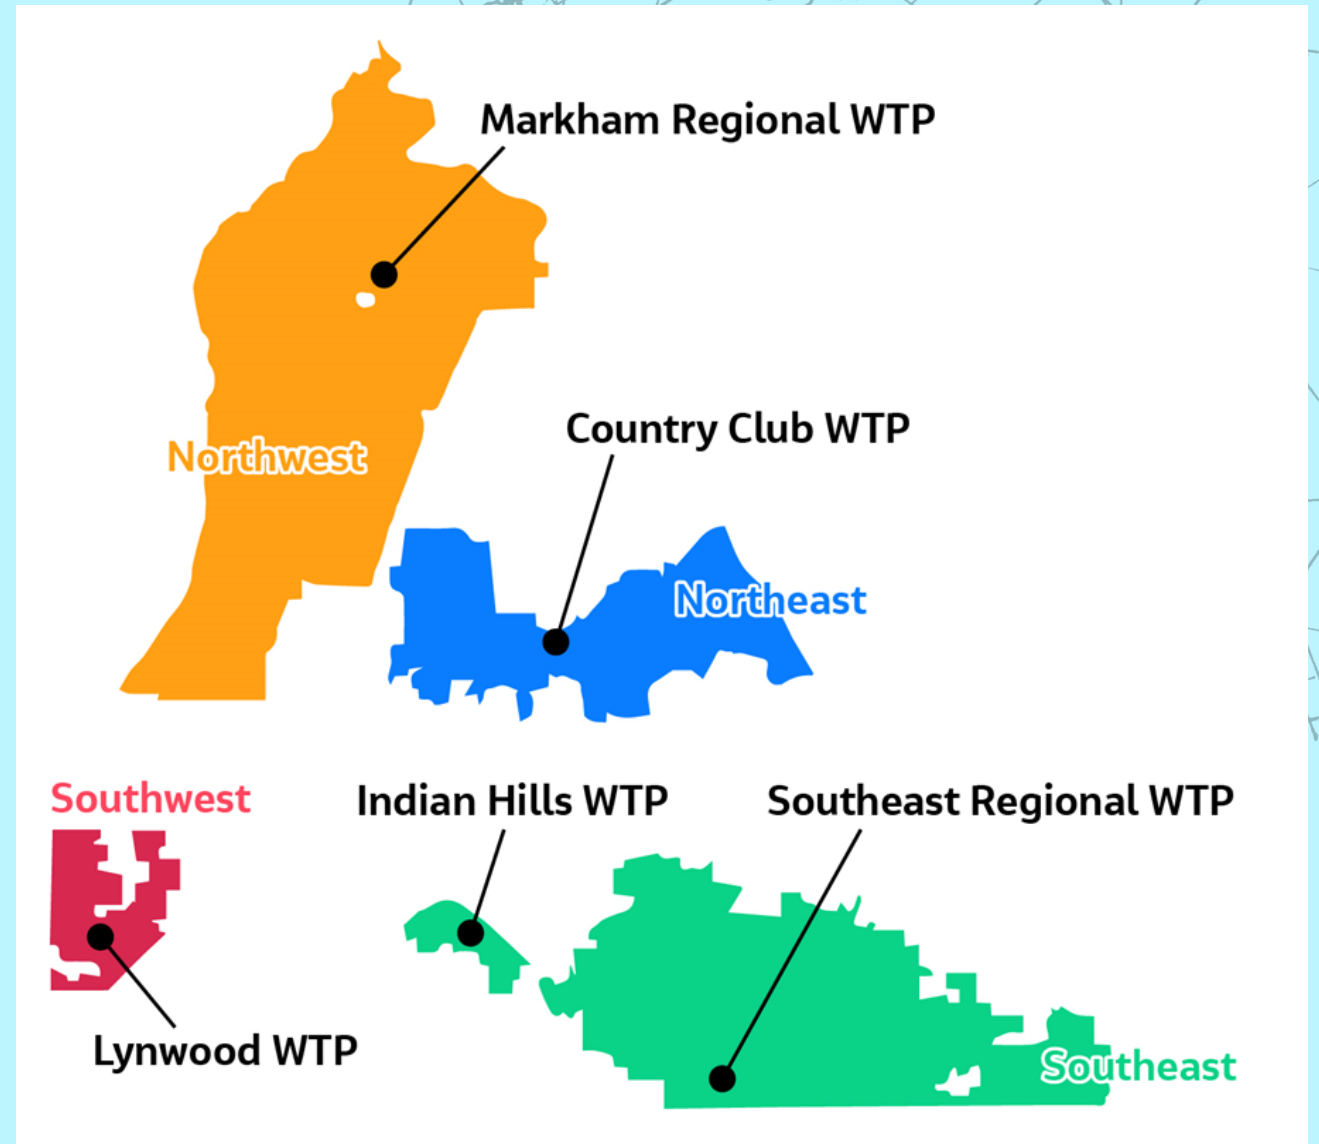 Markham Regional WTP
Country Club WTP
Northwest
Northeast
Southwest
Indian Hills WTP
Southeast Regional WTP
Lynwood WTP
Southeast